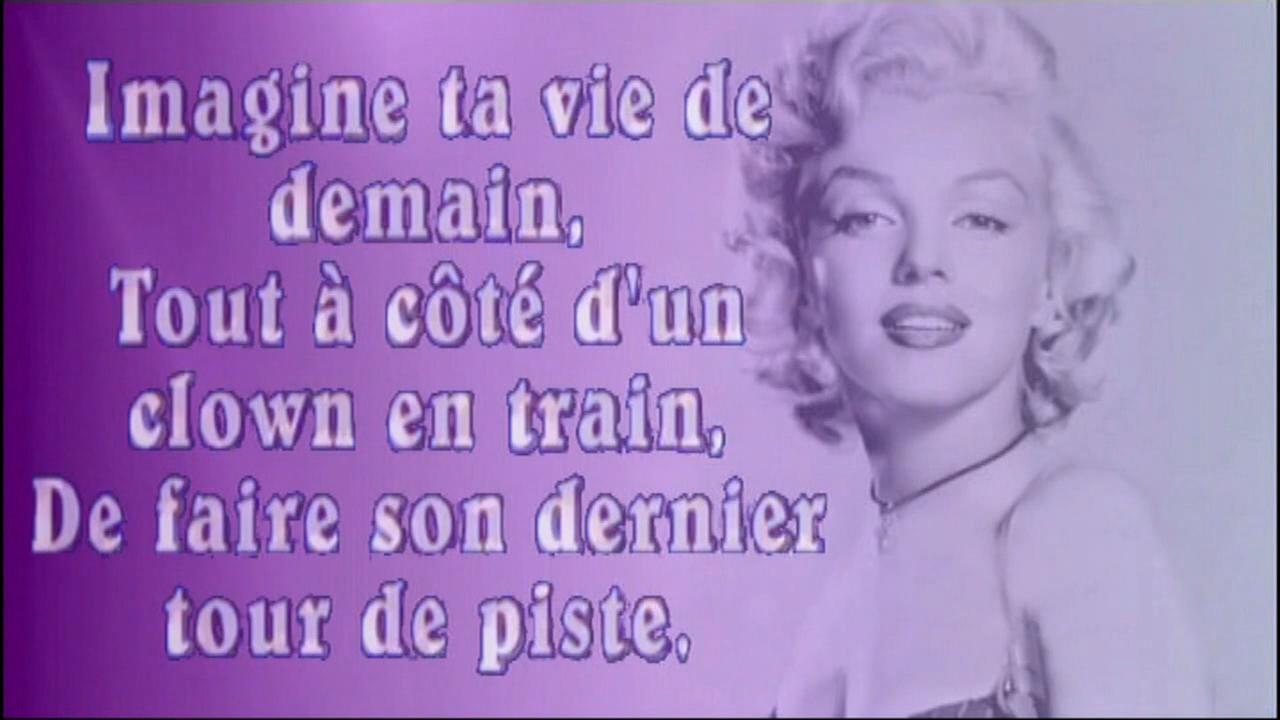 Imagine ta vie de
demain,
Tout à côté d'un
clown en train,
De faire son dernier
tour de piste.